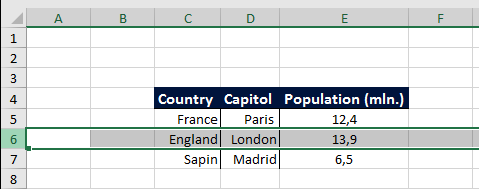 A B C D E F
1
2
3
4 Country Capitol Population (mln.)
5 France Paris 12,4
6 England London 13,9
7 Sapin Madrid 6,5
8